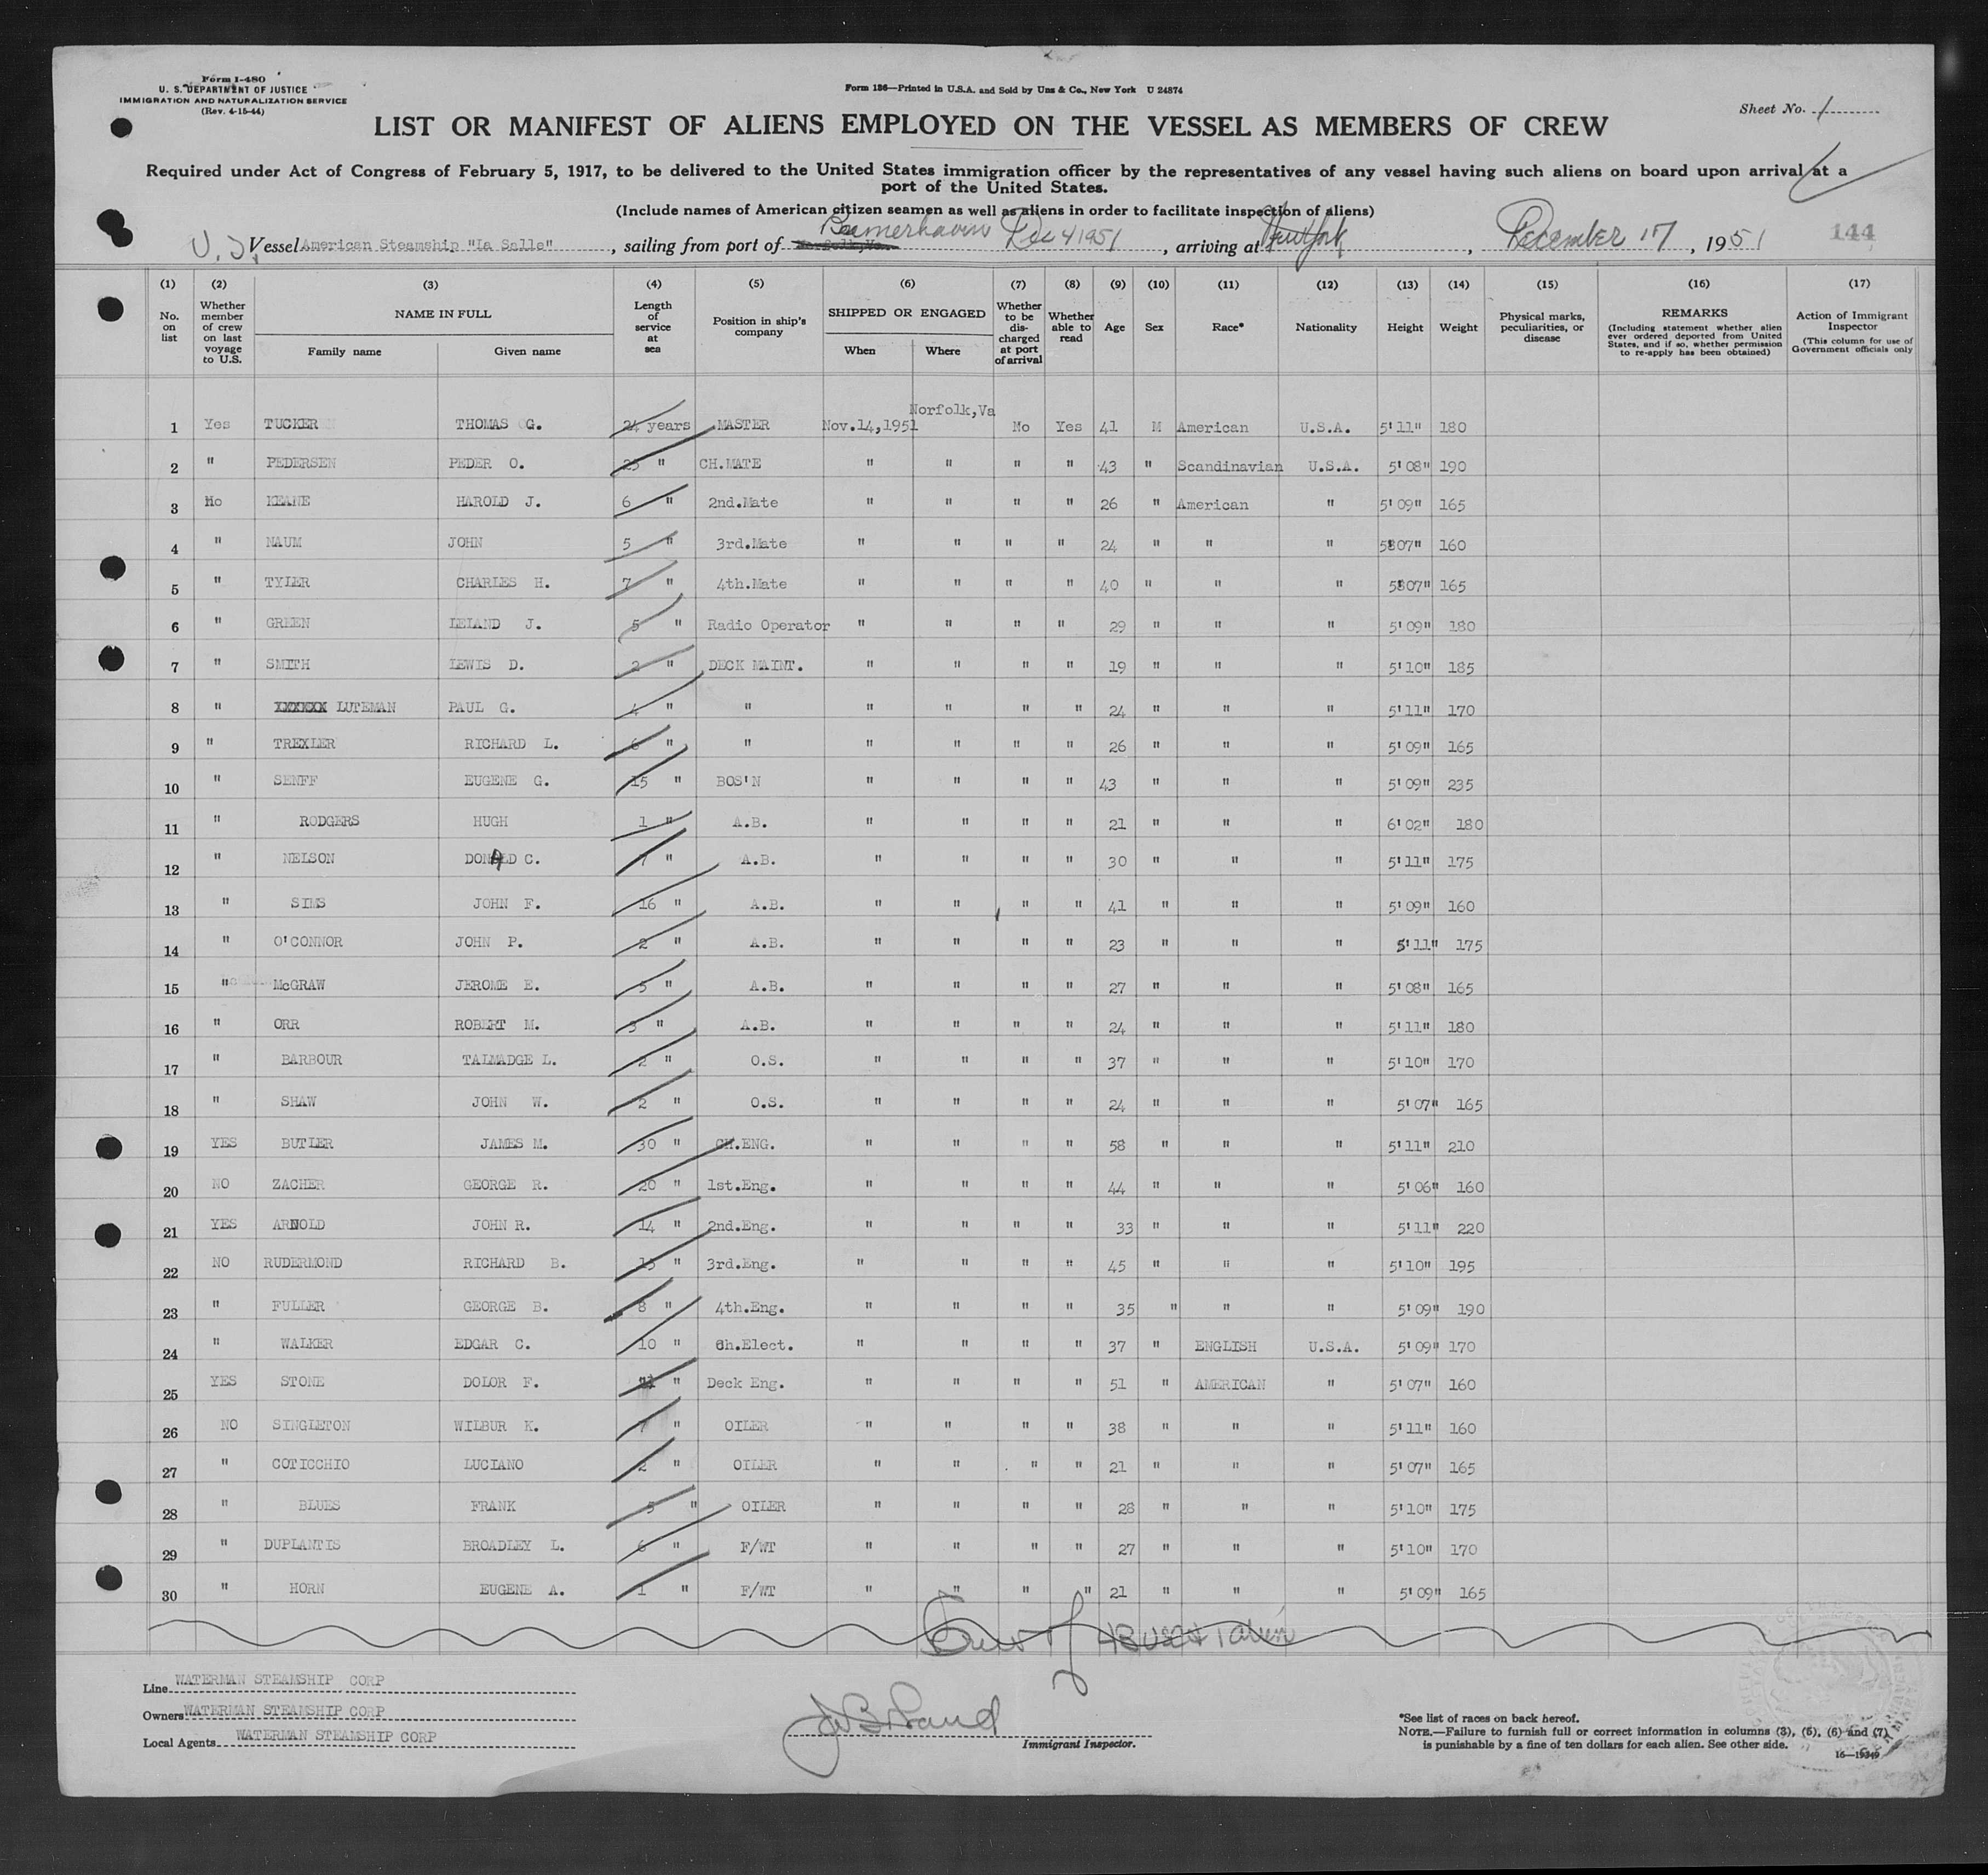 Form I-480
U. S. DEPARTMENT OF JUSTICE
IMMIGRATION AND NATURALIZATION SERVICE
(Rev. 4-15-44)
Form 136—Printed in U.S.A. and Sold by Unz & Co., New York U 24874
Sheet No. 1
LIST OR MANIFEST OF ALIENS EMPLOYED ON THE VESSEL AS MEMBERS OF CREW
Required under Act of Congress of February 5, 1917, to be delivered to the United States immigration officer by the representatives of any vessel having such aliens on board upon arrival at a
port of the United States.
(Include names of American citizen seamen as well as aliens in order to facilitate inspection of aliens)
U.S. Vessel American Steamship "La Salle", sailing from port of Bremerhaven Dec 4 1951, arriving at New York, December 17, 1951 144
(1) (2) (3) (4) (5) (6) (7) (8) (9) (10) (11) (12) (13) (14) (15) (16) (17)
No. on list
Whether member of crew on last voyage to U.S.
NAME IN FULL
Family name
Given name
Length of service at sea
Position in ship's company
SHIPPED OR ENGAGED
When
Where
Whether to be discharged at port of arrival
Whether able to read
Age
Sex
Race*
Nationality
Height
Weight
Physical marks, peculiarities, or disease
REMARKS
(Including statement whether alien ever ordered deported from United States, and if so, whether permission to re-apply has been obtained)
Action of Immigrant Inspector
(This column for use of Government officials only
1 Yes TUCKER THOMAS G. 24 years MASTER Nov.14,1951 Norfolk,Va No Yes 41 M American U.S.A. 5'11" 180
2 " PEDERSEN PEDER O. 25 " CH.MATE " " " " 43 " Scandinavian U.S.A. 5'08" 190
3 No KEANE HAROLD J. 6 " 2nd.Mate " " " " 26 " American " 5'09" 165
4 " NAUM JOHN 5 " 3rd.Mate " " " " 24 " " " 5'07" 160
5 " TYLER CHARLES H. 7 " 4th.Mate " " " " 40 " " " 5'07" 165
6 " GREEN LELAND J. 5 " Radio Operator " " " " 29 " " " 5'09" 180
7 " SMITH LEWIS D. 2 " DECK MAINT. " " " " 19 " " " 5'10" 185
8 " XXXXXX LUTEMAN PAUL G. 4 " " " " " " 24 " " " 5'11" 170
9 " TREXLER RICHARD L. 6 " " " " " " 26 " " " 5'09" 165
10 " SENFF EUGENE G. 15 " BOS'N " " " " 43 " " " 5'09" 235
11 " RODGERS HUGH 1 " A.B. " " " " 21 " " " 6'02" 180
12 " NELSON DONALD C. 7 " A.B. " " " " 30 " " " 5'11" 175
13 " SIMS JOHN F. 16 " A.B. " " " " 41 " " " 5'09" 160
14 " O'CONNOR JOHN P. 2 " A.B. " " " " 23 " " " 5'11" 175
15 " McGRAW JEROME E. 5 " A.B. " " " " 27 " " " 5'08" 165
16 " ORR ROBERT M. 3 " A.B. " " " " 24 " " " 5'11" 180
17 " BARBOUR TALMADGE L. 2 " O.S. " " " " 37 " " " 5'10" 170
18 " SHAW JOHN W. 2 " O.S. " " " " 24 " " " 5'07" 165
19 YES BUTLER JAMES M. 30 " CH.ENG. " " " " 58 " " " 5'11" 210
20 NO ZACHER GEORGE R. 20 " 1st.Eng. " " " " 44 " " " 5'06" 160
21 YES ARNOLD JOHN R. 14 " 2nd.Eng. " " " " 33 " " " 5'11" 220
22 NO RUDERMOND RICHARD B. 15 " 3rd.Eng. " " " " 45 " " " 5'10" 195
23 " FULLER GEORGE B. 8 " 4th.Eng. " " " " 35 " " " 5'09" 190
24 " WALKER EDGAR C. 10 " Ch.Elect. " " " " 37 " ENGLISH U.S.A. 5'09" 170
25 YES STONE DOLOR F. " Deck Eng. " " " " 51 " AMERICAN " 5'07" 160
26 NO SINGLETON WILBUR K. 7 " OILER " " " " 38 " " " 5'11" 160
27 " COTICCHIO LUCIANO 2 " OILER " " " " 21 " " " 5'07" 165
28 " BLUES FRANK 5 " OILER " " " " 28 " " " 5'10" 175
29 " DUPLANTIS BROADLEY L. 6 " F/WT " " " " 27 " " " 5'10" 170
30 " HORN EUGENE A. 1 " F/WT " " " " 21 " " " 5'09" 165
Crew of 43 USC + 1 alien
Line WATERMAN STEAMSHIP CORP
Owners WATERMAN STEAMSHIP CORP
Local Agents WATERMAN STEAMSHIP CORP
Immigrant Inspector.
*See list of races on back hereof.
NOTE.—Failure to furnish full or correct information in columns (3), (5), (6) and (7)
is punishable by a fine of ten dollars for each alien. See other side.
16—19349